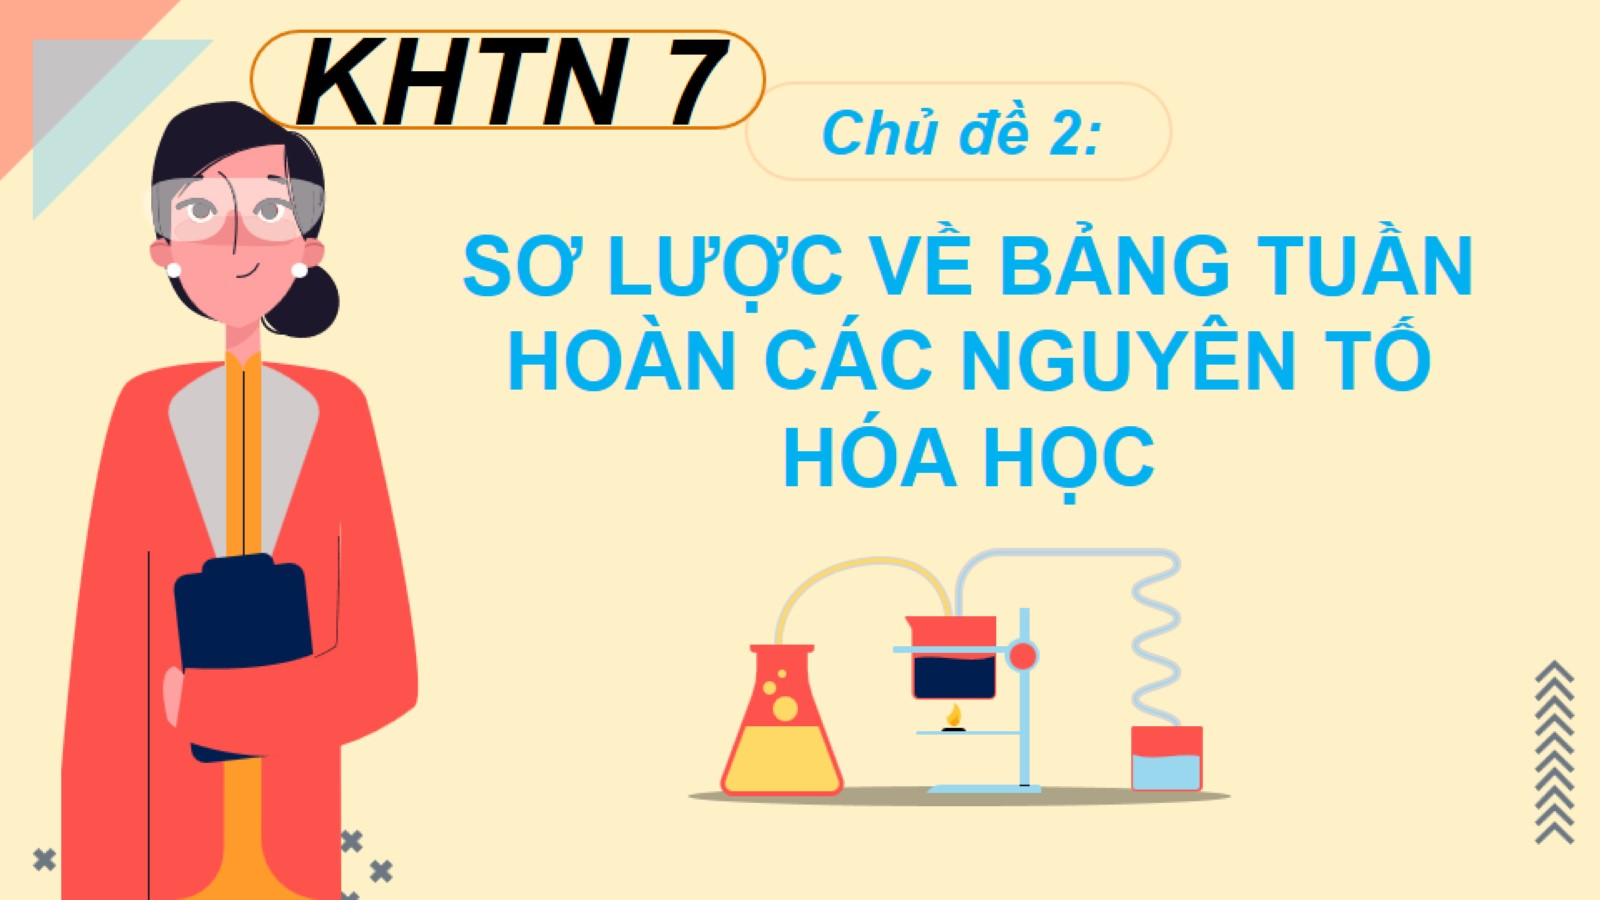 KHTN 7
Chủ đề 2:
SƠ LƯỢC VỀ BẢNG TUẦN
HOÀN CÁC NGUYÊN TỐ
HÓA HỌC